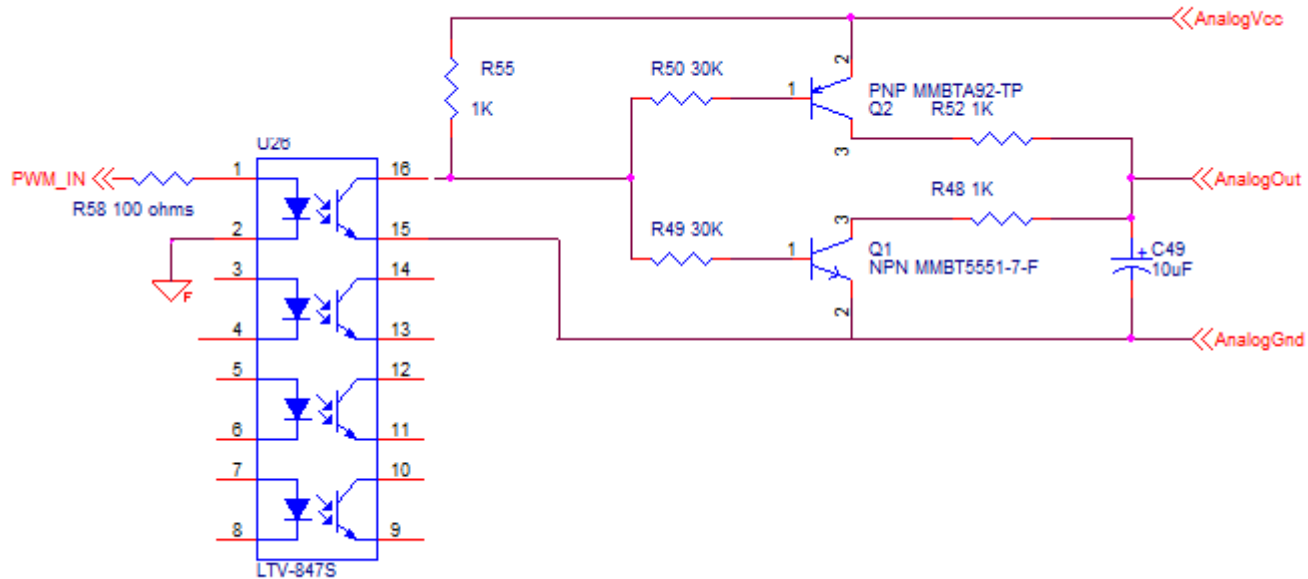 AnalogVcc
R55
1K
R50 30K
1
2
PNP MMBTA92-TP
Q2
R52 1K
3
U26
PWM_IN
R58 100 ohms
1
16
AnalogOut
R48 1K
2
15
R49 30K
1
3
Q1
NPN MMBT5551-7-F
2
+
C49
10uF
F
3
14
4
13
AnalogGnd
5
12
6
11
7
10
8
9
LTV-847S